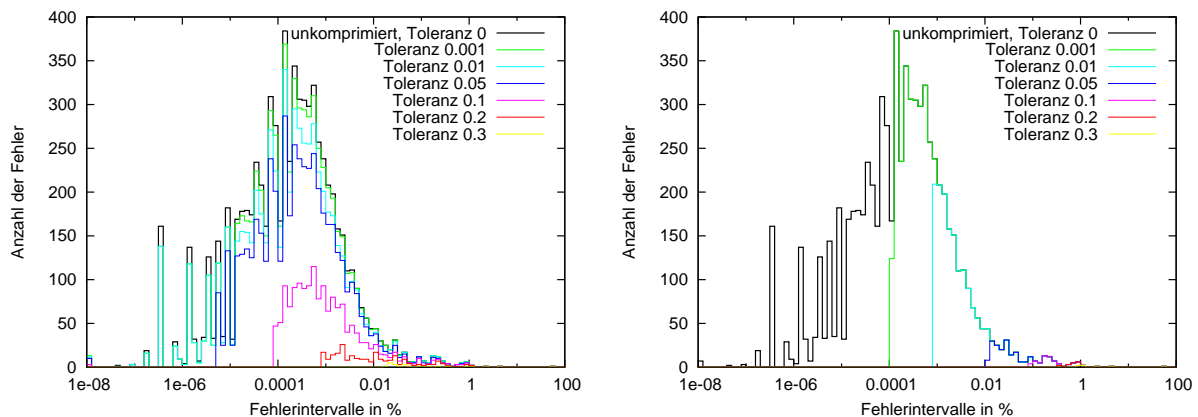 400
350
300
250
200
150
100
50
0
Anzahl der Fehler
unkomprimiert, Toleranz 0
Toleranz 0.001
Toleranz 0.01
Toleranz 0.05
Toleranz 0.1
Toleranz 0.2
Toleranz 0.3
1e-08 1e-06 0.0001 0.01 1 100
Fehlerintervalle in %
400
350
300
250
200
150
100
50
0
Anzahl der Fehler
unkomprimiert, Toleranz 0
Toleranz 0.001
Toleranz 0.01
Toleranz 0.05
Toleranz 0.1
Toleranz 0.2
Toleranz 0.3
1e-08 1e-06 0.0001 0.01 1 100
Fehlerintervalle in %